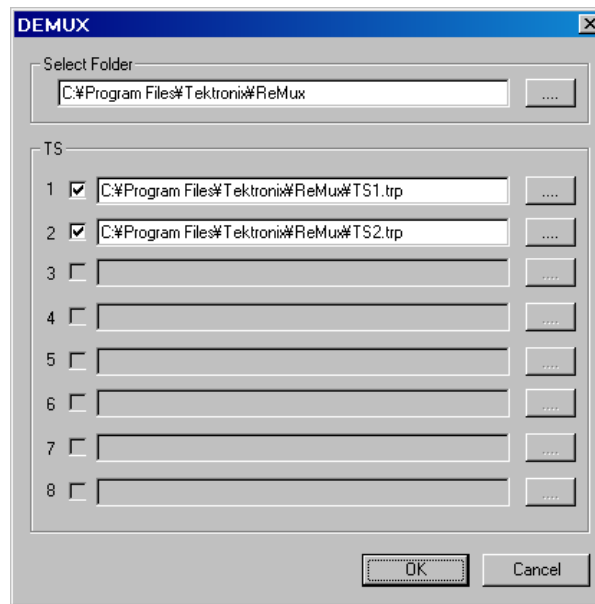 DEMUX
Select Folder
C:¥Program Files¥Tektronix¥ReMux
....
TS
1 C:¥Program Files¥Tektronix¥ReMux¥TS1.trp ....
2 C:¥Program Files¥Tektronix¥ReMux¥TS2.trp ....
3 ....
4 ....
5 ....
6 ....
7 ....
8 ....
OK Cancel